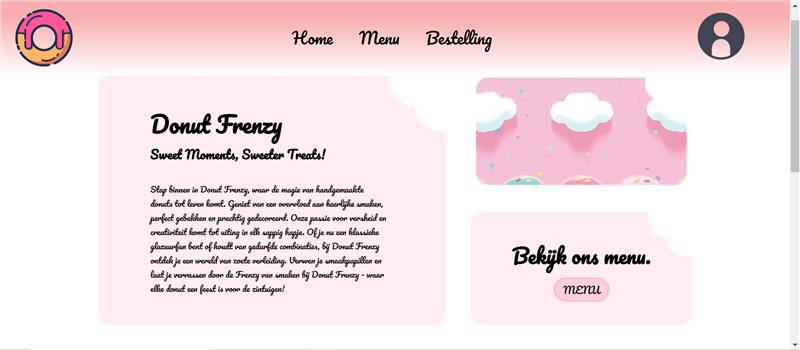 Home Menu Bestelling
Donut Frenzy
Sweet Moments, Sweeter Treats!
Stap binnen in Donut Frenzy, waar de magie van handgemaakte
donuts tot leven komt. Geniet van een overvloed aan heerlijke smaken,
perfect gebakken en prachtig gedecoreerd. Onze passie voor versheid en
creativiteit komt tot uiting in elk sappig hapje. Of je nu een klassieke
glazuurfan bent of houdt van gedurfde combinaties, bij Donut Frenzy
ontdek je een wereld van zoete verleiding. Verwen je smaakpapillen en
laat je verrassen door de Frenzy van smaken bij Donut Frenzy - waar
elke donut een feest is voor de zintuigen!
Bekijk ons menu.
MENU